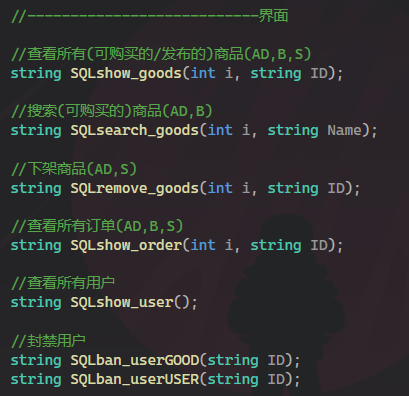 //---------------------------界面
//查看所有(可购买的/发布的)商品(AD,B,S)
string SQLshow_goods(int i, string ID);
//搜索(可购买的)商品(AD,B)
string SQLsearch_goods(int i, string Name);
//下架商品(AD,S)
string SQLremove_goods(int i, string ID);
//查看所有订单(AD,B,S)
string SQLshow_order(int i, string ID);
//查看所有用户
string SQLshow_user();
//封禁用户
string SQLban_userGOOD(string ID);
string SQLban_userUSER(string ID);